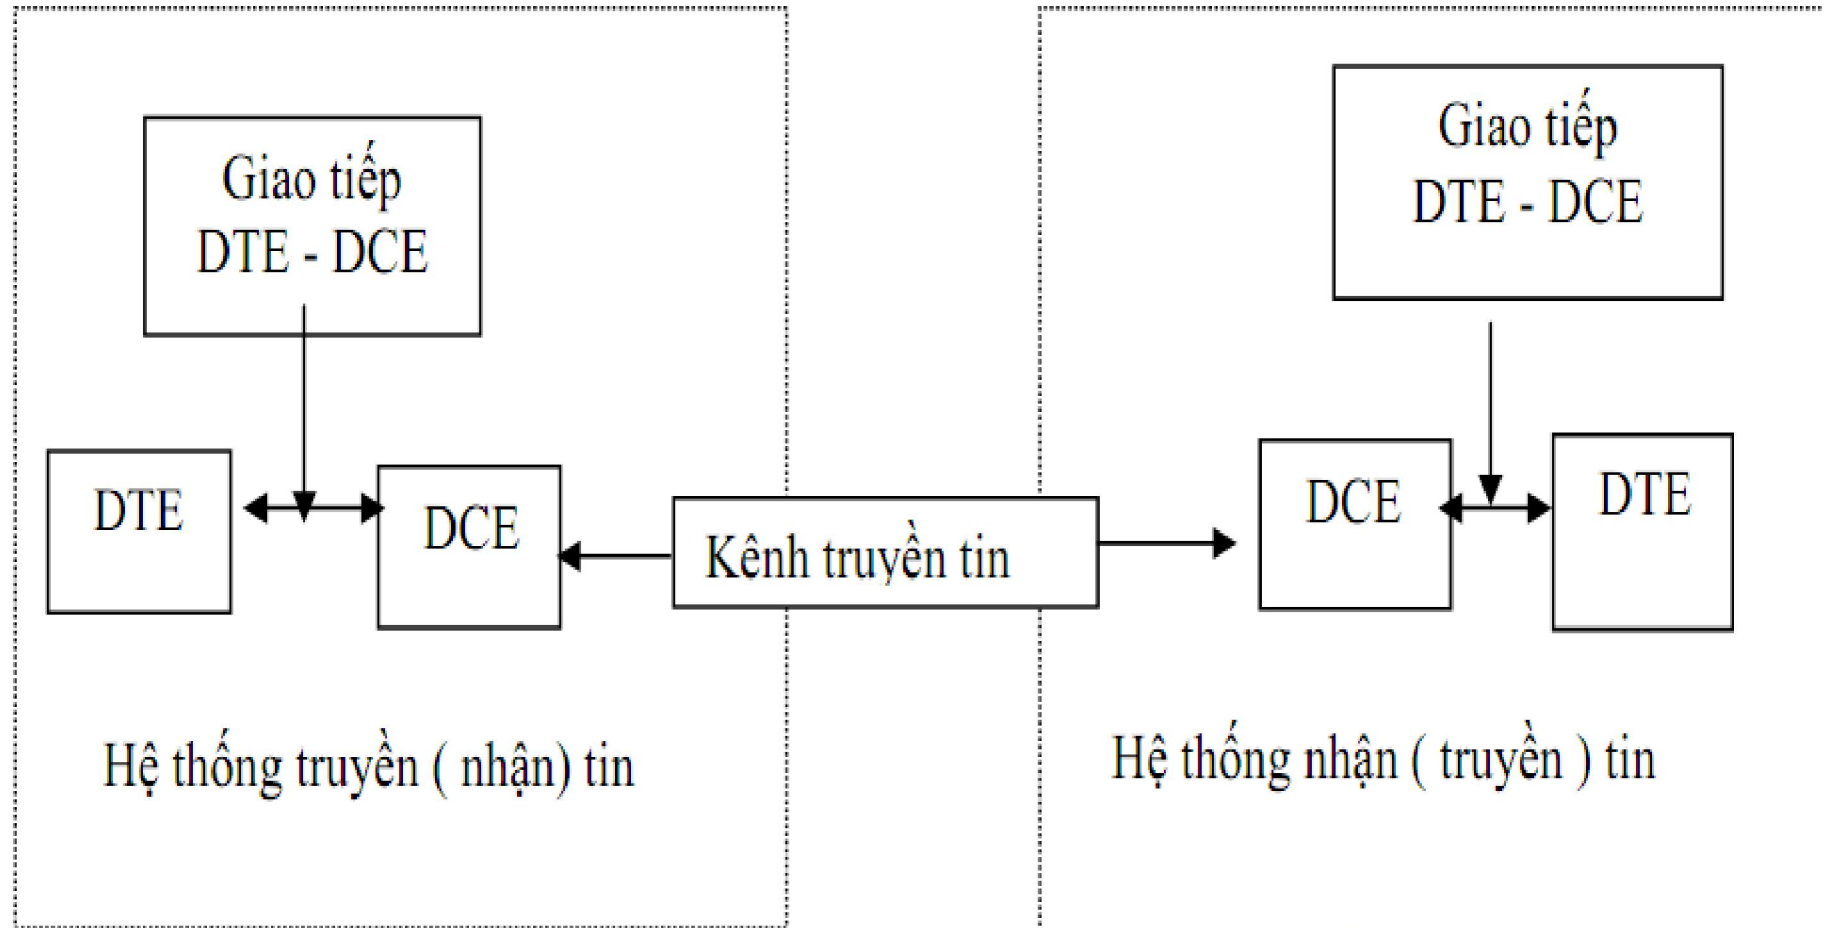 Giao tiếp
DTE - DCE
Giao tiếp
DTE - DCE
DTE
DCE
Kênh truyền tin
DCE
DTE
Hệ thống truyền ( nhận) tin
Hệ thống nhận ( truyền ) tin